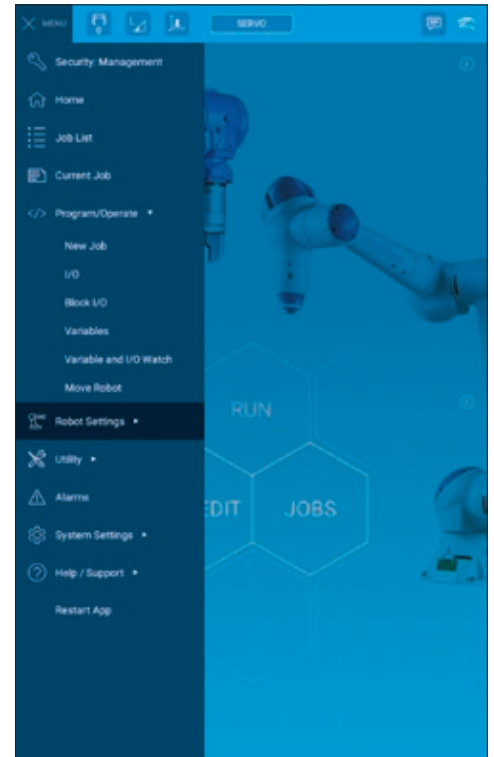 MENU
SERVO
Security: Management
Home
Job List
Current Job
Program/Operate
New Job
I/O
Block I/O
Variables
Variable and I/O Watch
Move Robot
Robot Settings
Utility
Alarms
System Settings
Help / Support
Restart App
RUN
EDIT
JOBS